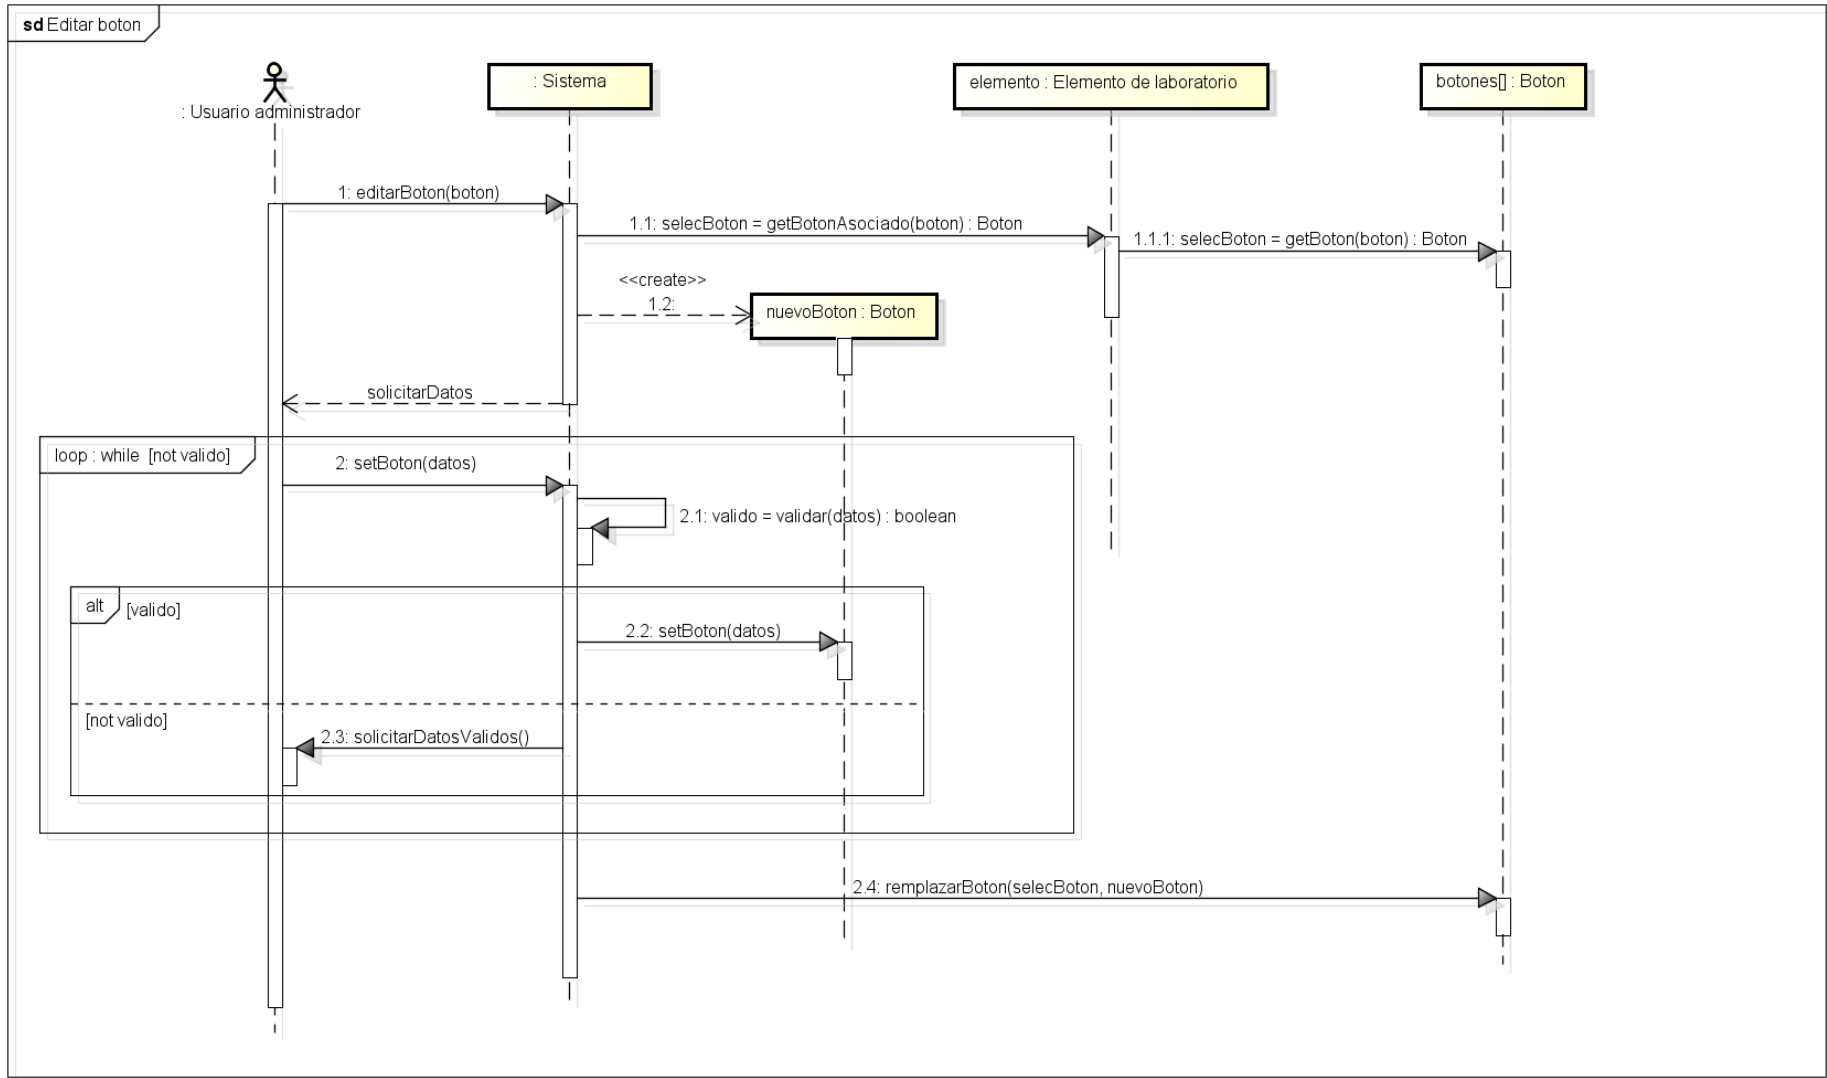 sd Editar boton
: Usuario administrador
: Sistema
elemento : Elemento de laboratorio
botones[] : Boton
1: editarBoton(boton)
1.1: selecBoton = getBotonAsociado(boton) : Boton
1.1.1: selecBoton = getBoton(boton) : Boton
<<create>>
1.2:
nuevoBoton : Boton
solicitarDatos
loop : while [not valido]
2: setBoton(datos)
2.1: valido = validar(datos) : boolean
alt
[valido]
2.2: setBoton(datos)
[not valido]
2.3: solicitarDatosValidos()
2.4: remplazarBoton(selecBoton, nuevoBoton)